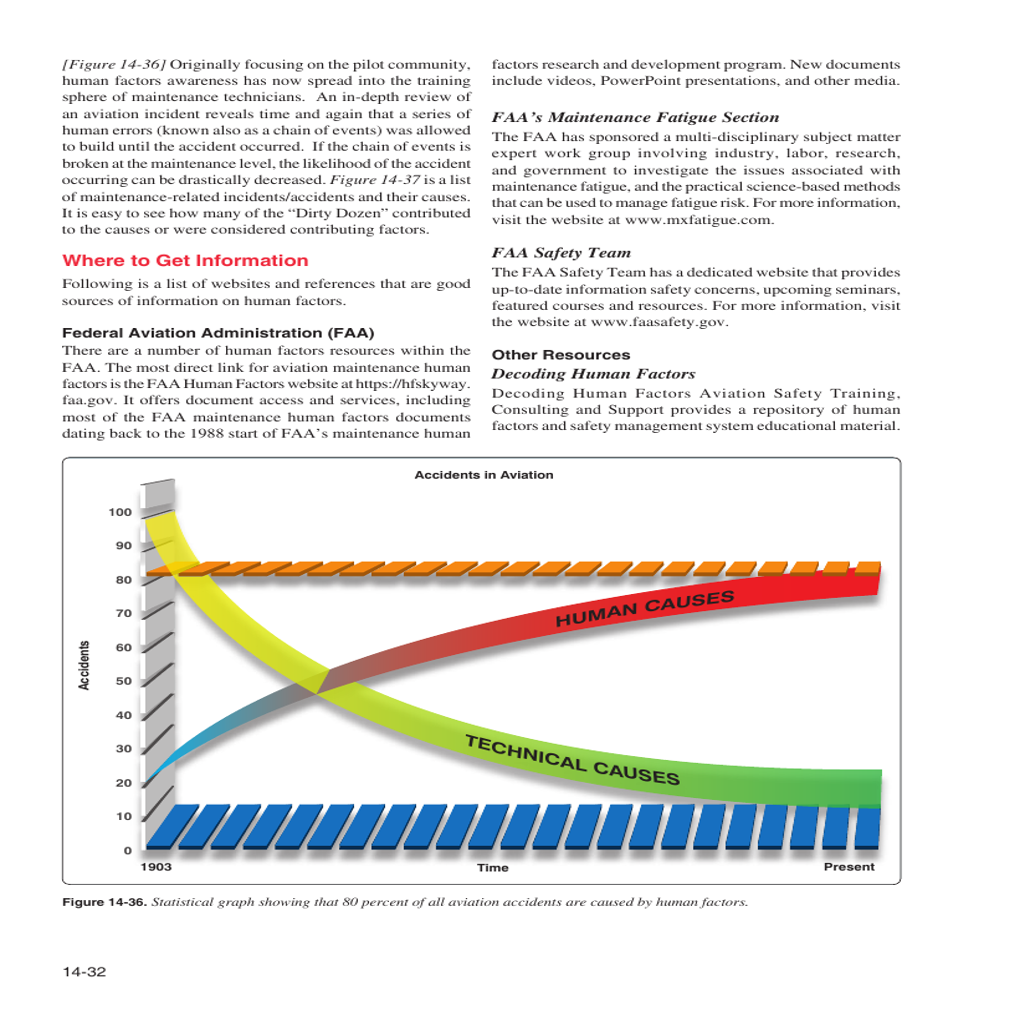 [Figure 14-36] Originally focusing on the pilot community,
human factors awareness has now spread into the training
sphere of maintenance technicians.  An in-depth review of
an aviation incident reveals time and again that a series of
human errors (known also as a chain of events) was allowed
to build until the accident occurred.  If the chain of events is
broken at the maintenance level, the likelihood of the accident
occurring can be drastically decreased. Figure 14-37 is a list
of maintenance-related incidents/accidents and their causes.
It is easy to see how many of the “Dirty Dozen” contributed
to the causes or were considered contributing factors.
Where to Get Information
Following is a list of websites and references that are good
sources of information on human factors.
Federal Aviation Administration (FAA)
There are a number of human factors resources within the
FAA. The most direct link for aviation maintenance human
factors is the FAA Human Factors website at https://hfskyway.
faa.gov. It offers document access and services, including
most of the FAA maintenance human factors documents
dating back to the 1988 start of FAA’s maintenance human
factors research and development program. New documents
include videos, PowerPoint presentations, and other media.
FAA’s Maintenance Fatigue Section
The FAA has sponsored a multi-disciplinary subject matter
expert work group involving industry, labor, research,
and government to investigate the issues associated with
maintenance fatigue, and the practical science-based methods
that can be used to manage fatigue risk. For more information,
visit the website at www.mxfatigue.com.
FAA Safety Team
The FAA Safety Team has a dedicated website that provides
up-to-date information safety concerns, upcoming seminars,
featured courses and resources. For more information, visit
the website at www.faasafety.gov.
Other Resources
Decoding Human Factors
Decoding Human Factors Aviation Safety Training,
Consulting and Support provides a repository of human
factors and safety management system educational material.
Accidents in Aviation
100
90
80
70
60
50
40
30
20
10
0
Accidents
HUMAN CAUSES
TECHNICAL CAUSES
1903
Time
Present
Figure 14-36. Statistical graph showing that 80 percent of all aviation accidents are caused by human factors.
14-32